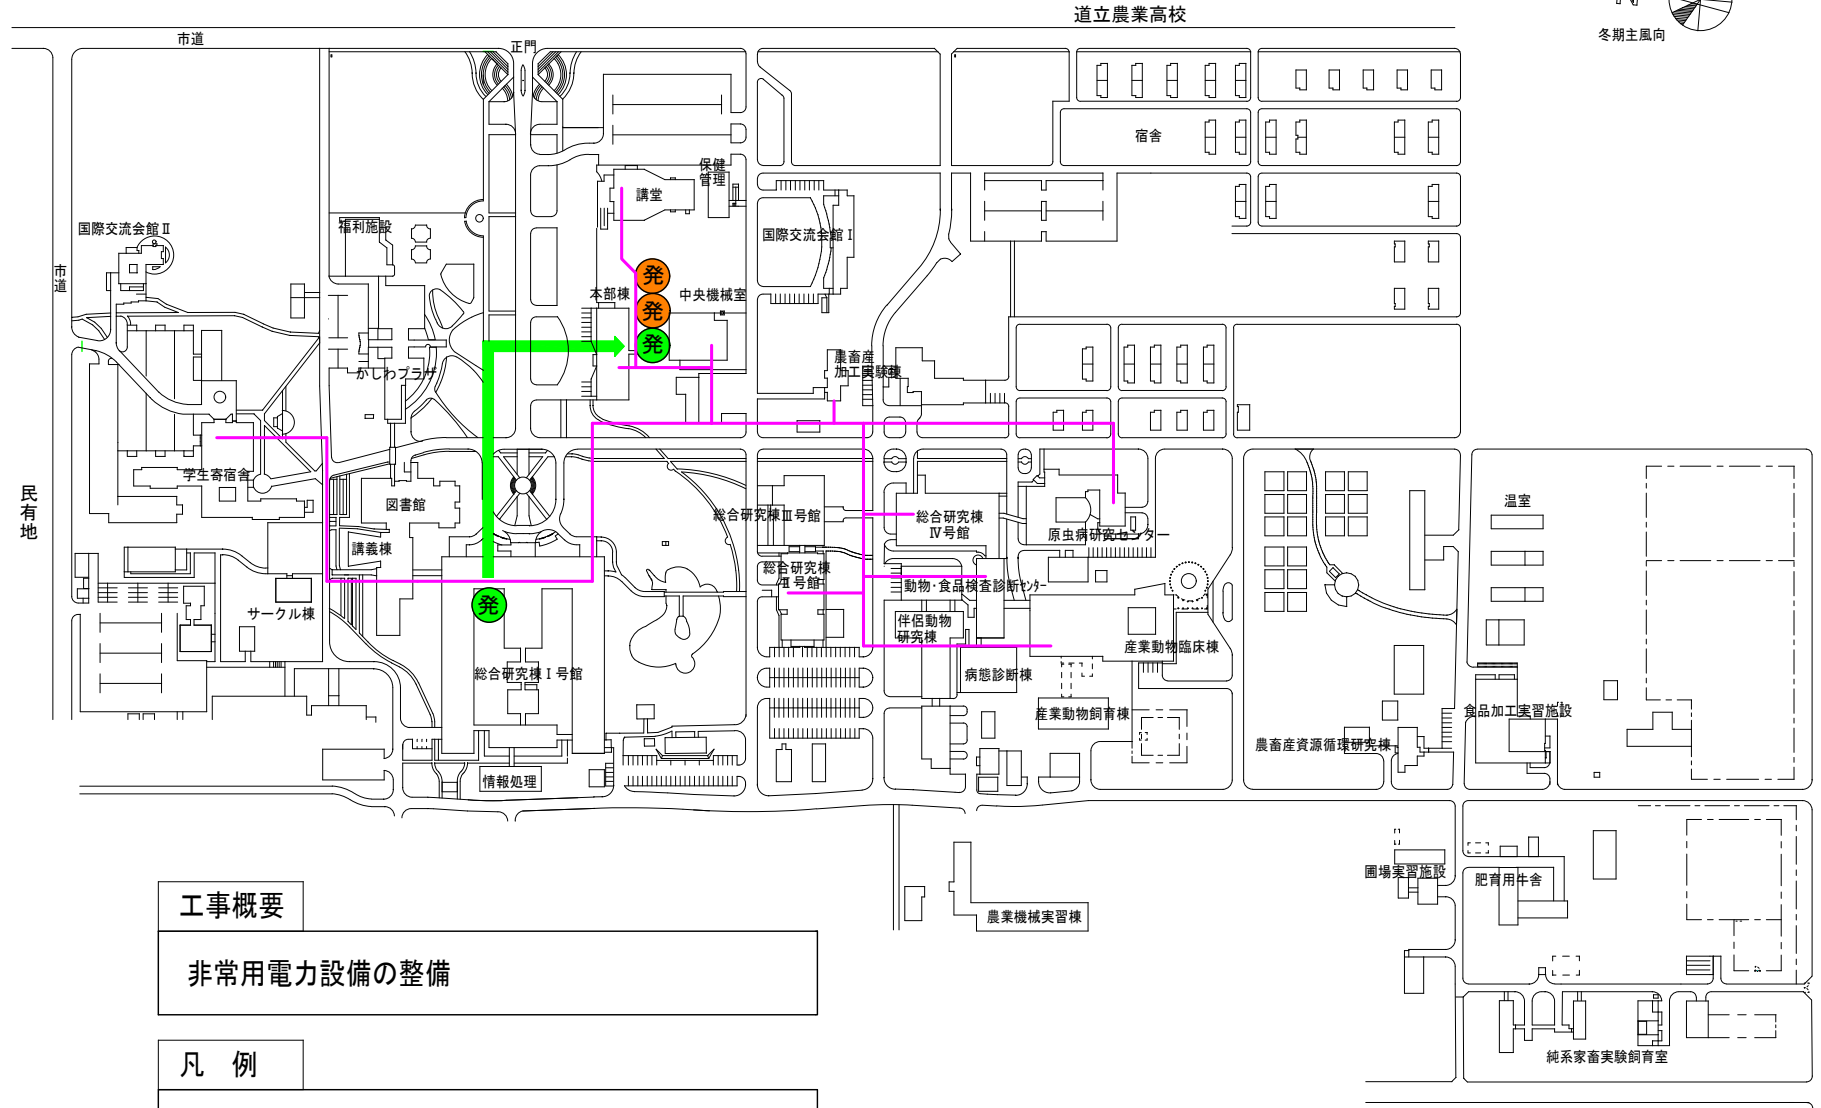 道立農業高校
冬期主風向
市道
正門
宿舎
保健
管理
講堂
国際交流会館Ⅱ
福利施設
国際交流会館Ⅰ
市道
発
本部棟
中央機械室
発
発
農畜産
加工実験棟
かしわプラザ
学生寄宿舎
民有地
図書館
総合研究棟Ⅲ号館
総合研究棟
Ⅳ号館
原虫病研究センター
温室
講義棟
総合研究棟
Ⅱ号館
動物・食品検査診断ｾﾝﾀｰ
発
サークル棟
伴侶動物
研究棟
産業動物臨床棟
総合研究棟Ⅰ号館
病態診断棟
産業動物飼育棟
食品加工実習施設
農畜産資源循環研究棟
情報処理
圃場実習施設
肥育用牛舎
工事概要
農業機械実習棟
非常用電力設備の整備
凡 例
純系家畜実験飼育室